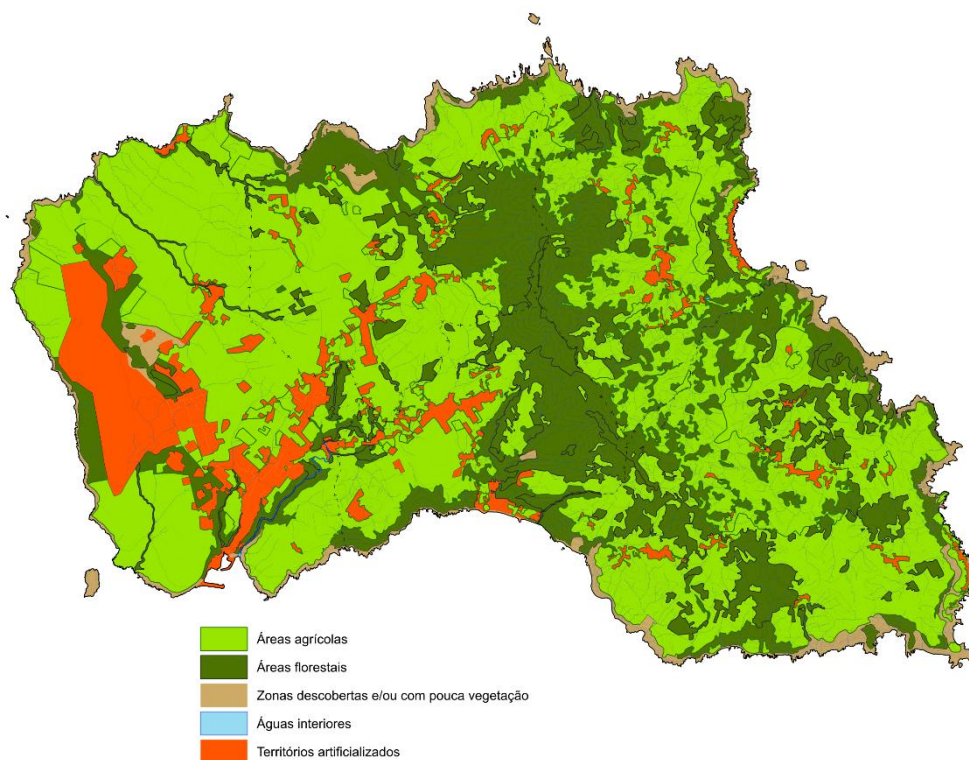 Áreas agrícolas
Áreas florestais
Zonas descobertas e/ou com pouca vegetação
Águas interiores
Territórios artificializados